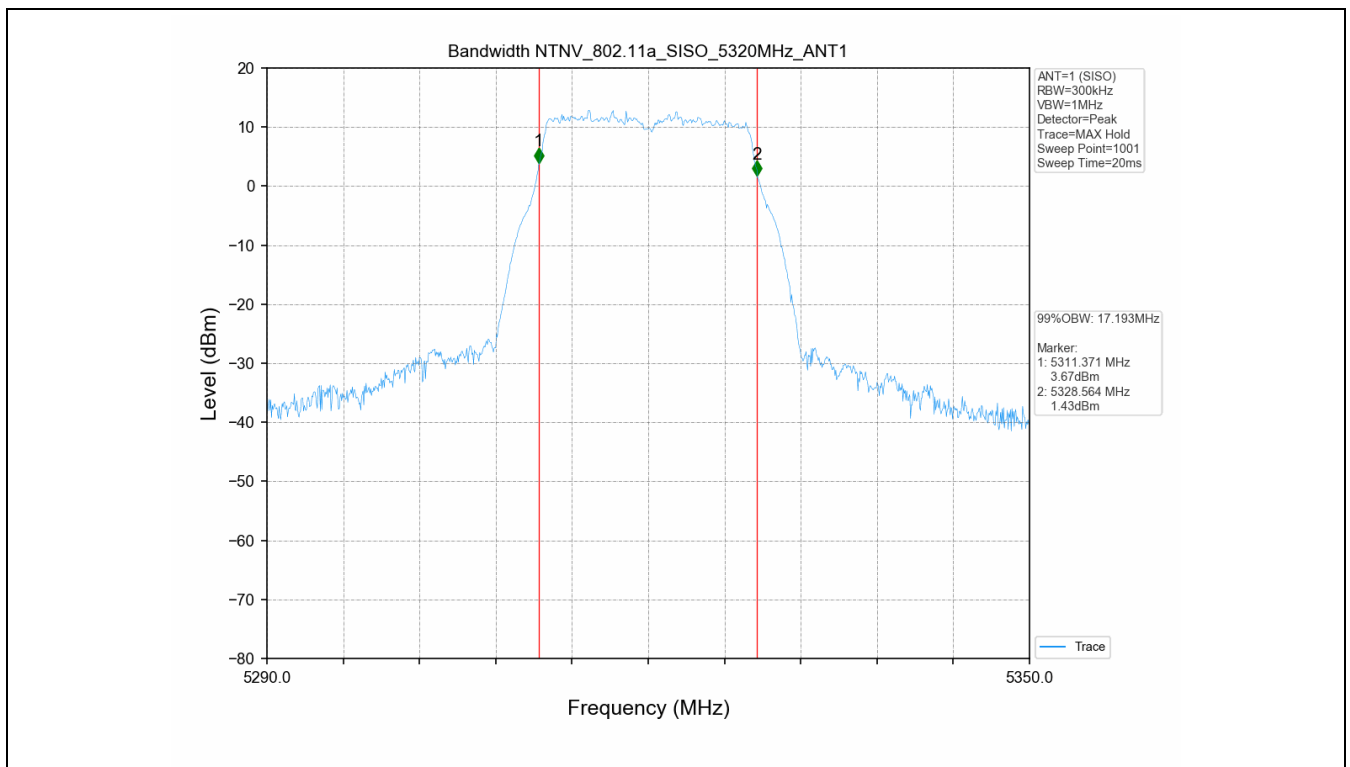 Bandwidth NTNV_802.11a_SISO_5320MHz_ANT1
20
10
0
−10
−20
−30
−40
−50
−60
−70
−80
Level (dBm)
1
2
5290.0
5350.0
Frequency (MHz)
ANT=1 (SISO)
RBW=300kHz
VBW=1MHz
Detector=Peak
Trace=MAX Hold
Sweep Point=1001
Sweep Time=20ms
99%OBW: 17.193MHz
Marker:
1: 5311.371 MHz
3.67dBm
2: 5328.564 MHz
1.43dBm
Trace